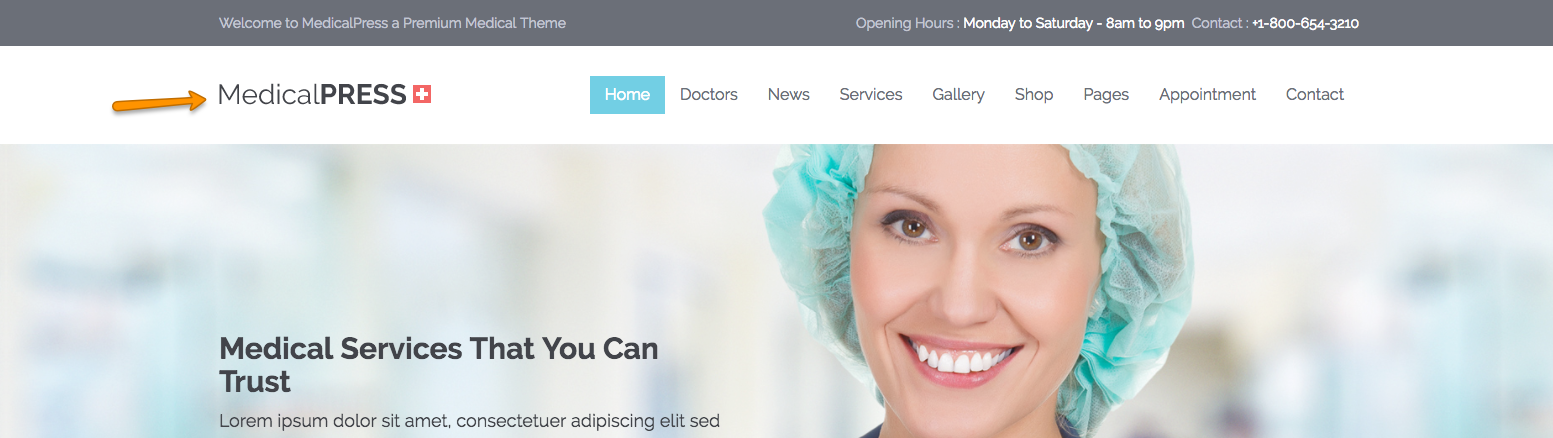 Welcome to MedicalPress a Premium Medical Theme
Opening Hours : Monday to Saturday - 8am to 9pm Contact : +1-800-654-3210
MedicalPRESS
Home Doctors News Services Gallery Shop Pages Appointment Contact
Medical Services That You Can
Trust
Lorem ipsum dolor sit amet, consectetuer adipiscing elit sed